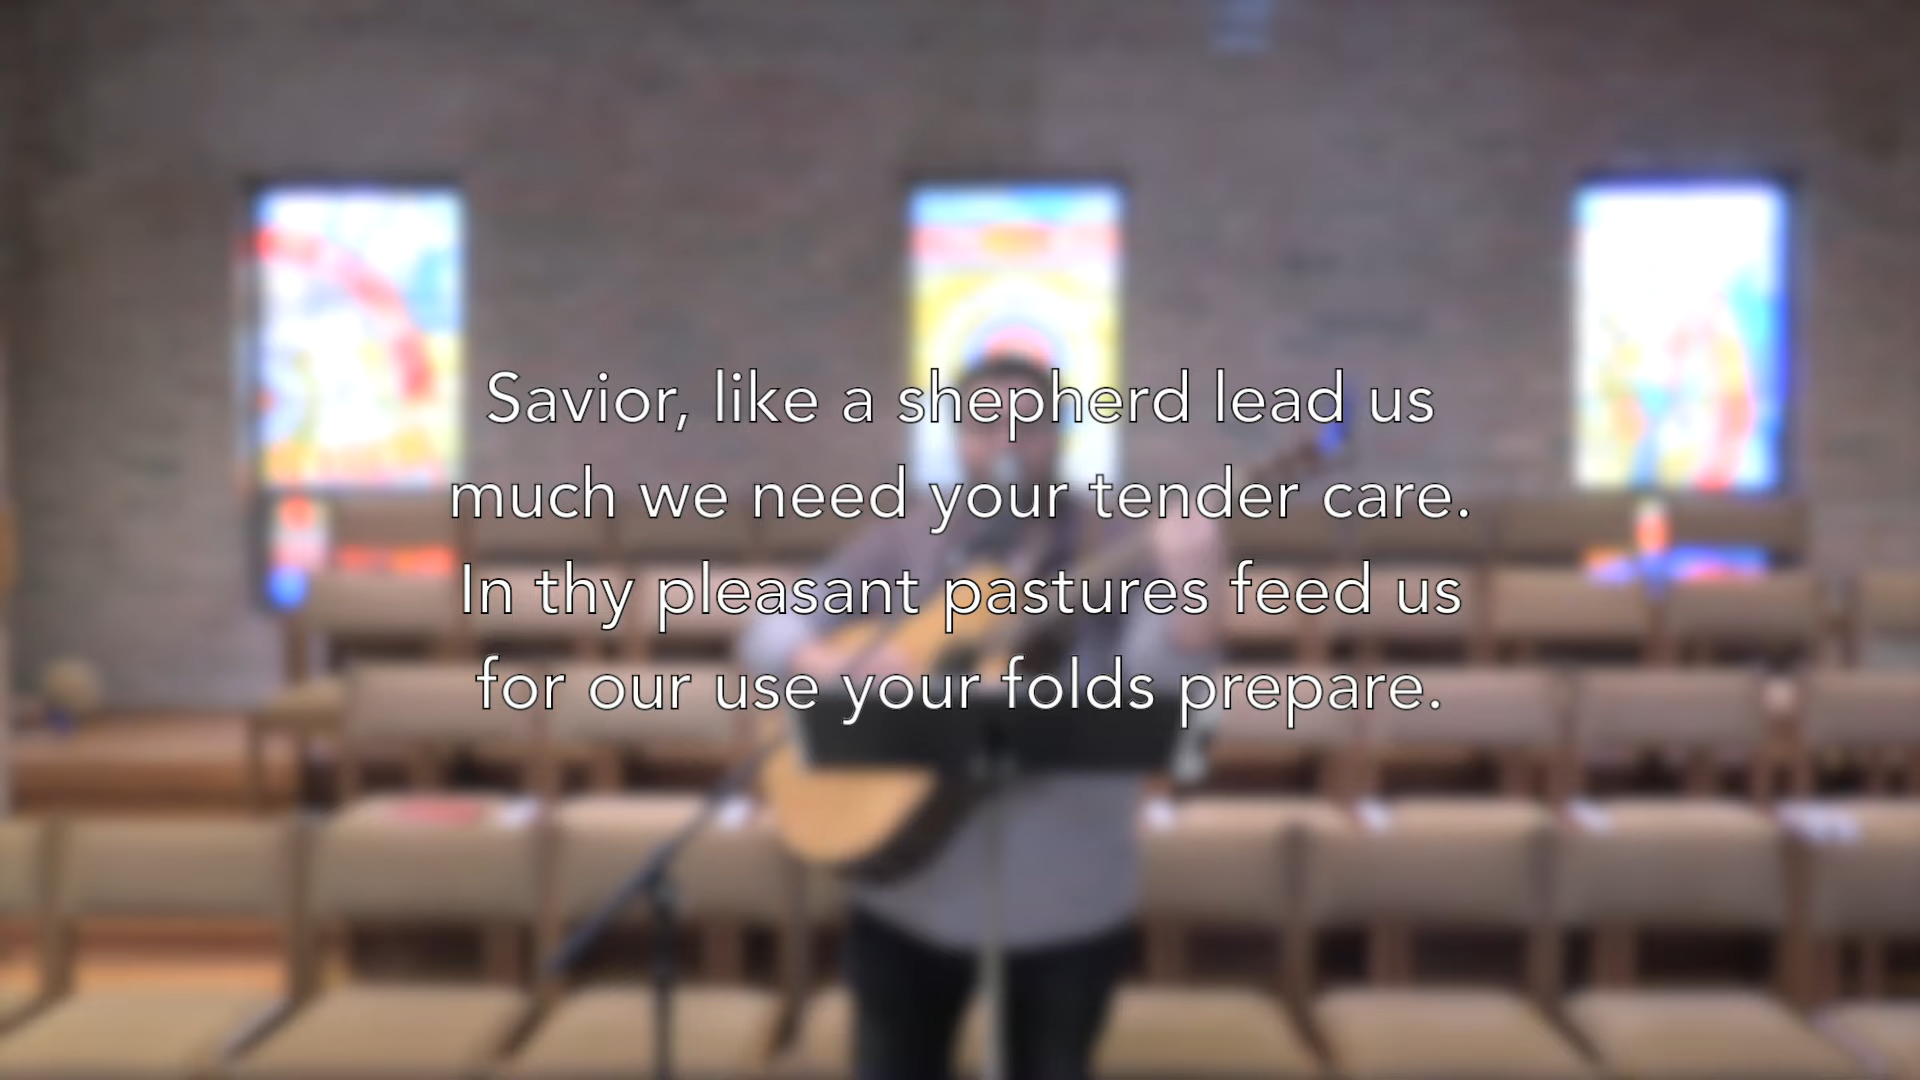 Savior, like a shepherd lead us
much we need your tender care.
In thy pleasant pastures feed us
for our use your folds prepare.